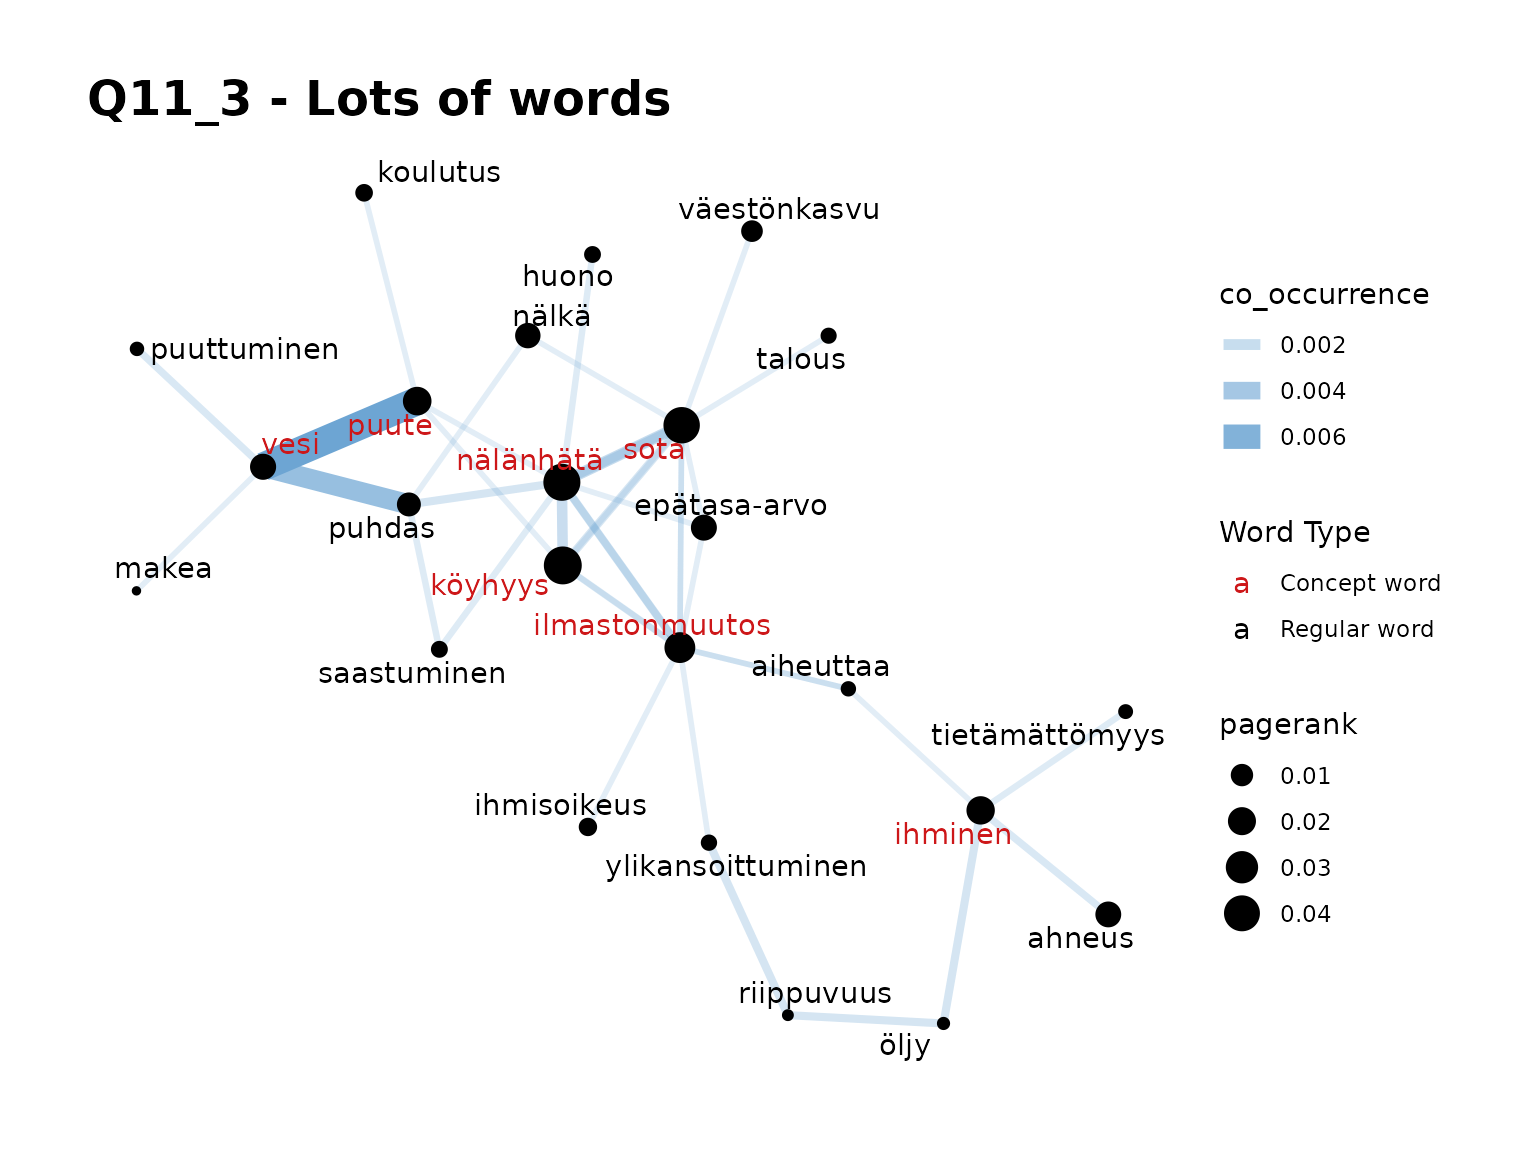 Q11_3 - Lots of words
koulutus
väestönkasvu
huono
nälkä
puuttuminen
talous
puute
vesi
sota
nälänhätä
epätasa-arvo
puhdas
makea
köyhyys
ilmastonmuutos
saastuminen
aiheuttaa
tietämättömyys
ihmisoikeus
ihminen
ylikansoittuminen
ahneus
riippuvuus
öljy
co_occurrence
0.002
0.004
0.006
Word Type
a Concept word
a Regular word
pagerank
0.01
0.02
0.03
0.04